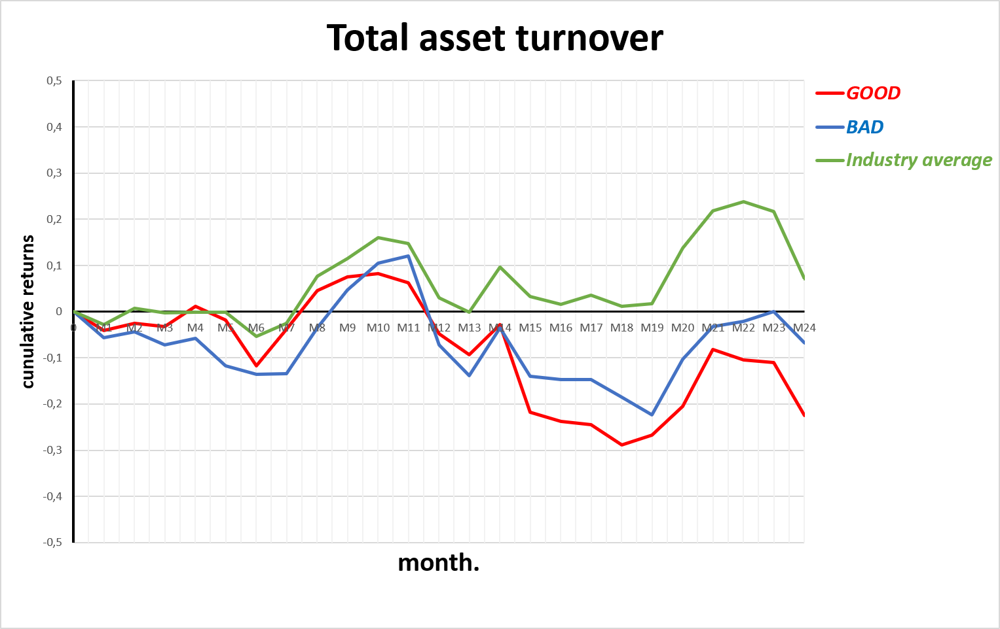 Total asset turnover
0,5
0,4
0,3
0,2
0,1
0
-0,1
-0,2
-0,3
-0,4
-0,5
cunulative returns
0 M1 M2 M3 M4 M5 M6 M7 M8 M9 M10 M11 M12 M13 M14 M15 M16 M17 M18 M19 M20 M21 M22 M23 M24
month.
GOOD
BAD
Industry average